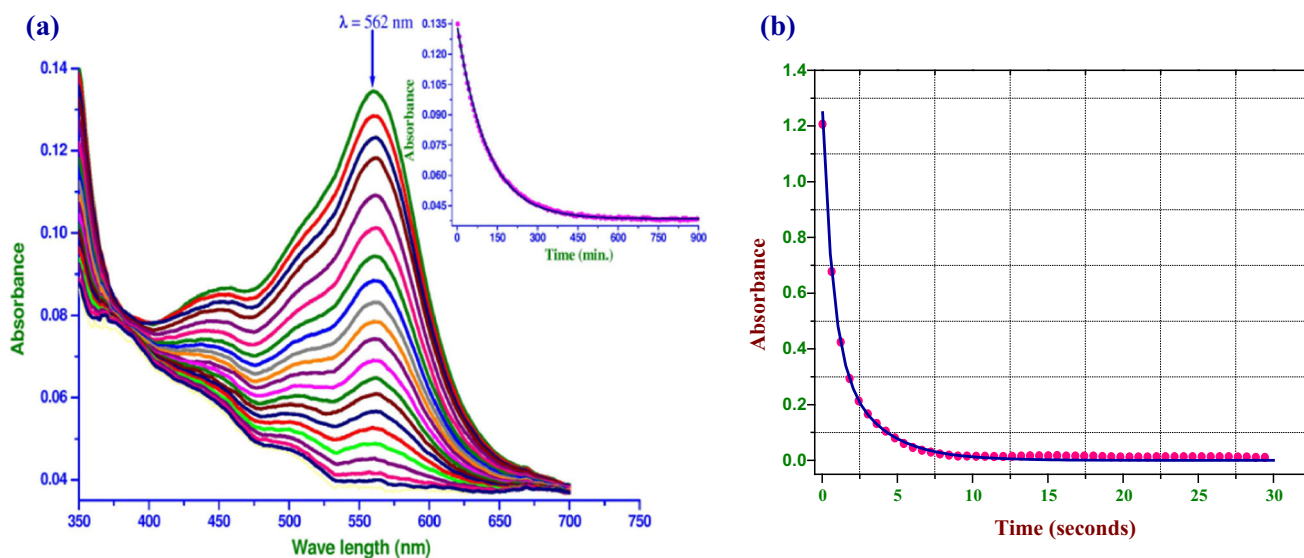 (a)
λ = 562 nm
0.14
0.12
0.10
0.08
0.06
0.04
350 400 450 500 550 600 650 700 750
Wave length (nm)
Absorbance
0.135
0.120
0.105
0.090
0.075
0.060
0.045
0 150 300 450 600 750 900
Time (min.)
Absorbance
(b)
1.4
1.2
1.0
0.8
0.6
0.4
0.2
0.0
0 5 10 15 20 25 30
Time (seconds)
Absorbance